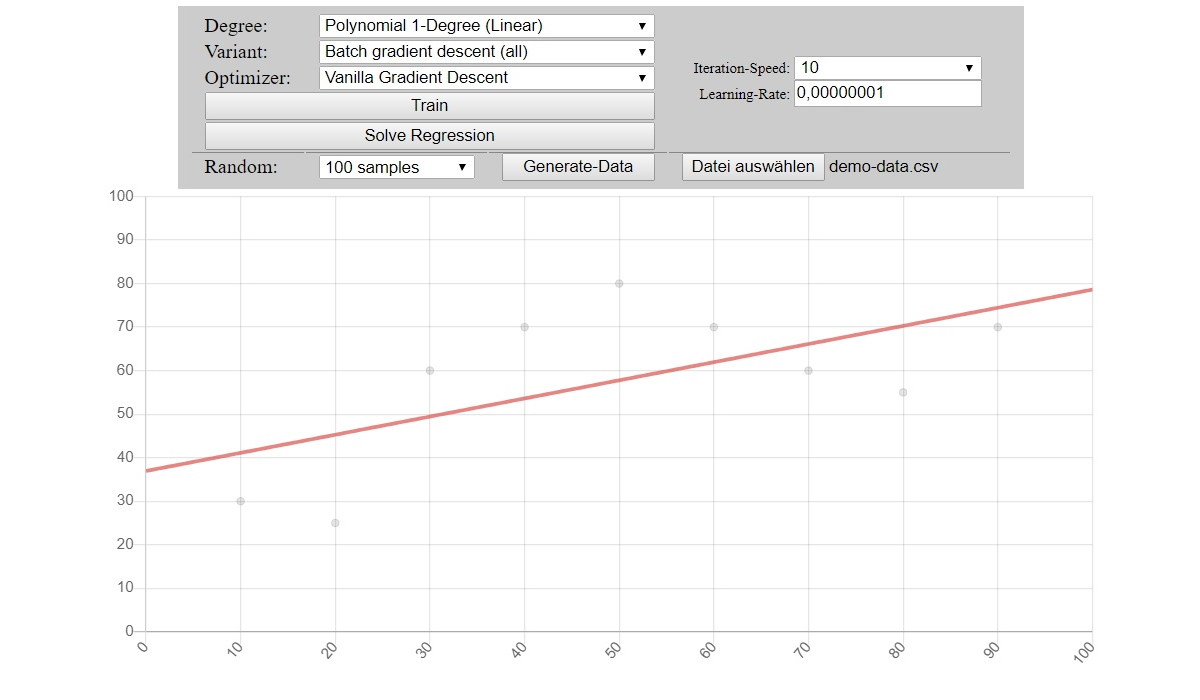 Degree: Polynomial 1-Degree (Linear)
Variant: Batch gradient descent (all)
Optimizer: Vanilla Gradient Descent
Iteration-Speed: 10
Learning-Rate: 0,00000001
Train
Solve Regression
Random: 100 samples Generate-Data Datei auswählen demo-data.csv
100
90
80
70
60
50
40
30
20
10
0
0 10 20 30 40 50 60 70 80 90 100